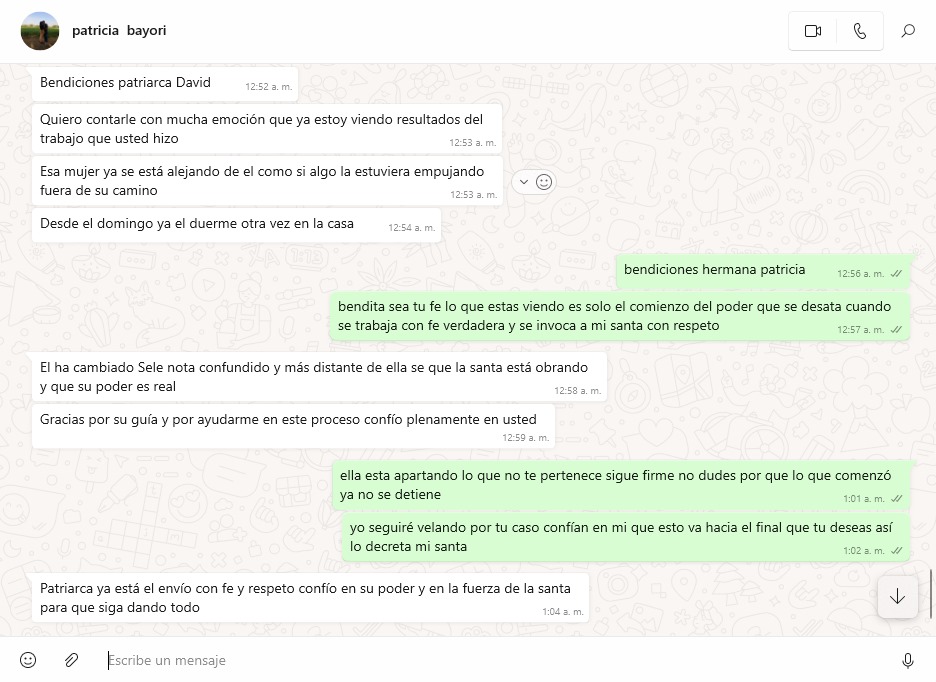 patricia bayori
Bendiciones patriarca David
12:52 a. m.
Quiero contarle con mucha emoción que ya estoy viendo resultados del
trabajo que usted hizo
12:53 a. m.
Esa mujer ya se está alejando de el como si algo la estuviera empujando
fuera de su camino
12:53 a. m.
Desde el domingo ya el duerme otra vez en la casa
12:54 a. m.
bendiciones hermana patricia
12:56 a. m.
bendita sea tu fe lo que estas viendo es solo el comienzo del poder que se desata cuando
se trabaja con fe verdadera y se invoca a mi santa con respeto
12:57 a. m.
El ha cambiado Sele nota confundido y más distante de ella se que la santa está obrando
y que su poder es real
12:58 a. m.
Gracias por su guía y por ayudarme en este proceso confío plenamente en usted
12:59 a. m.
ella esta apartando lo que no te pertenece sigue firme no dudes por que lo que comenzó
ya no se detiene
1:01 a. m.
yo seguiré velando por tu caso confían en mi que esto va hacia el final que tu deseas así
lo decreta mi santa
1:02 a. m.
Patriarca ya está el envío con fe y respeto confío en su poder y en la fuerza de la santa
para que siga dando todo
1:04 a. m.
Escribe un mensaje